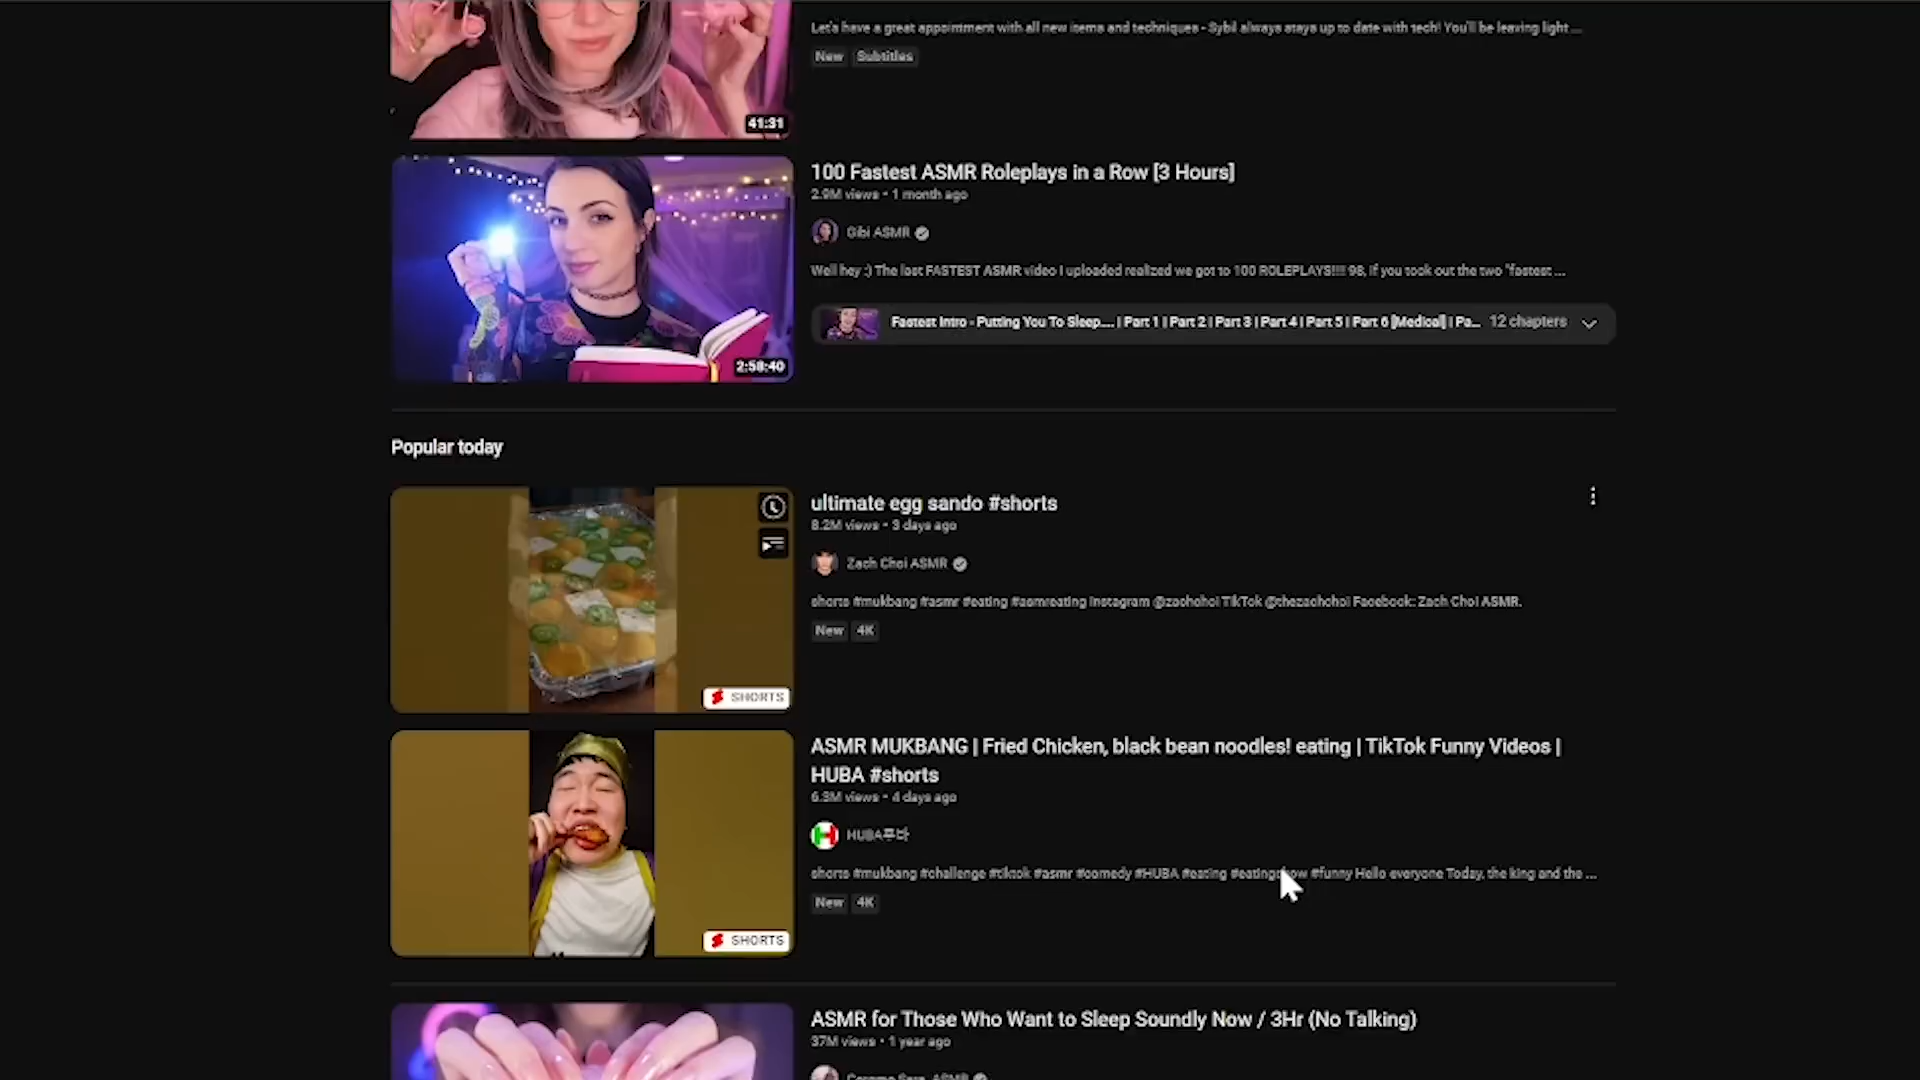 Let's have a great appointment with all new items and techniques - Sybil always stays up to date with tech! You'll be leaving light ...
New Subtitles
41:31
100 Fastest ASMR Roleplays in a Row [3 Hours]
2.9M views • 1 month ago
Gibi ASMR
Well hey :) The last FASTEST ASMR video I uploaded realized we got to 100 ROLEPLAYS!!!! 98, if you took out the two "fastest ...
Fastest Intro - Putting You To Sleep.... | Part 1 | Part 2 | Part 3 | Part 4 | Part 5 | Part 6 [Medical] | Pa... 12 chapters
2:58:40
Popular today
ultimate egg sando #shorts
8.2M views • 3 days ago
Zach Choi ASMR
shorts #mukbang #asmr #eating #asmreating Instagram @zachchoi TikTok @thezachchoi Facebook: Zach Choi ASMR.
New 4K
SHORTS
ASMR MUKBANG | Fried Chicken, black bean noodles! eating | TikTok Funny Videos |
HUBA #shorts
6.3M views • 4 days ago
HUBA후바
shorts #mukbang #challenge #tiktok #asmr #comedy #HUBA #eating #funny Hello everyone Today, the king and the ...
New 4K
SHORTS
ASMR for Those Who Want to Sleep Soundly Now / 3Hr (No Talking)
37M views • 1 year ago
ASMR